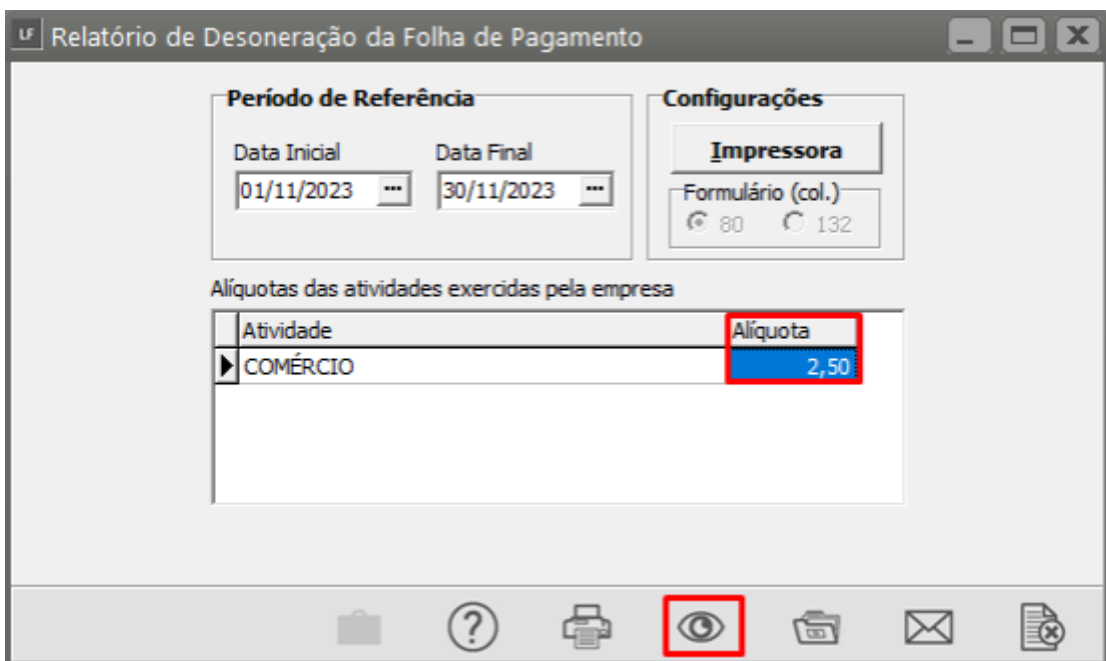 LF Relatório de Desoneração da Folha de Pagamento
Período de Referência
Data Inicial Data Final
01/11/2023 ... 30/11/2023 ...
Configurações
Impressora
Formulário (col.)
80 132
Alíquotas das atividades exercidas pela empresa
Atividade Alíquota
COMÉRCIO 2,50